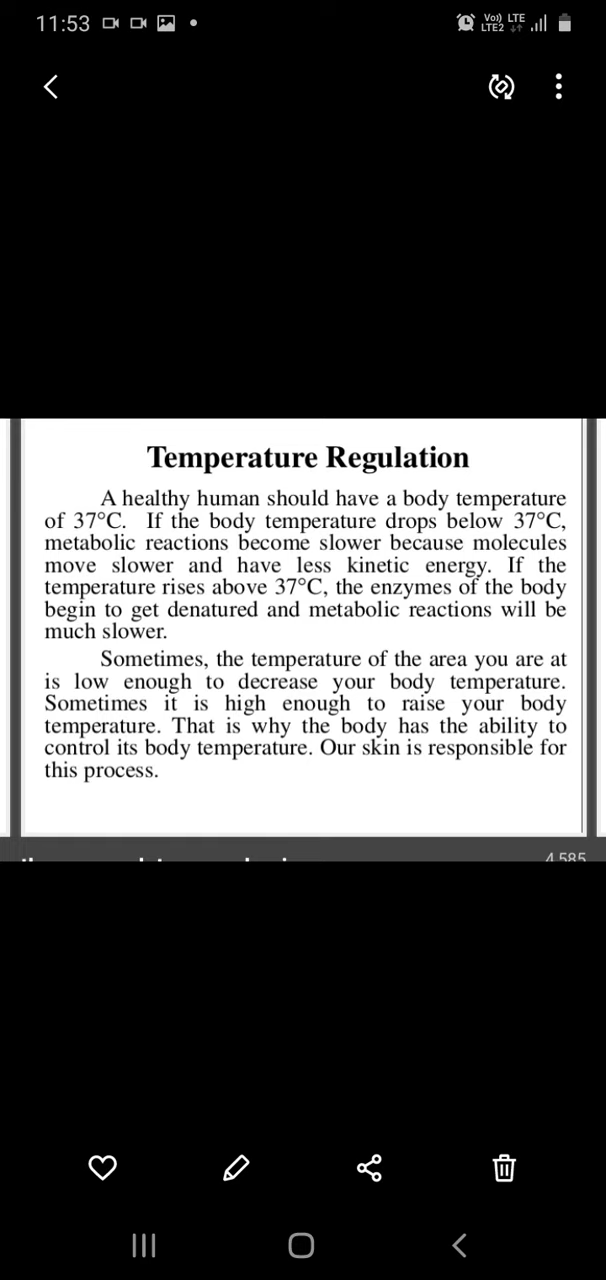 11:53
Vo)) LTE
LTE2
Temperature Regulation
A healthy human should have a body temperature
of 37°C. If the body temperature drops below 37°C,
metabolic reactions become slower because molecules
move slower and have less kinetic energy. If the
temperature rises above 37°C, the enzymes of the body
begin to get denatured and metabolic reactions will be
much slower.
Sometimes, the temperature of the area you are at
is low enough to decrease your body temperature.
Sometimes it is high enough to raise your body
temperature. That is why the body has the ability to
control its body temperature. Our skin is responsible for
this process.
4,585